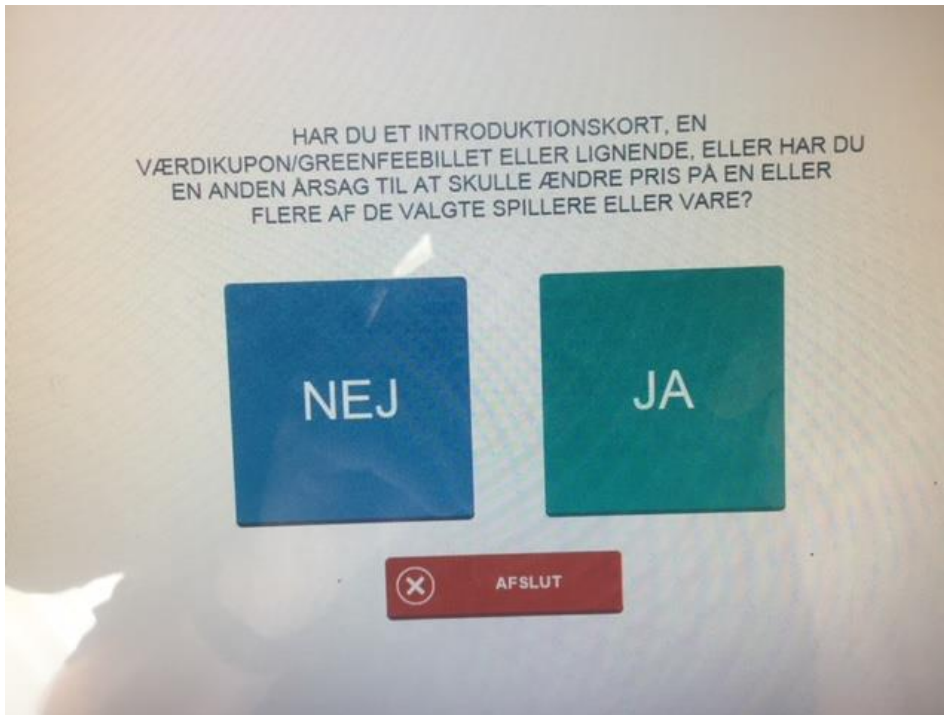 HAR DU ET INTRODUKTIONSKORT, EN
VÆRDIKUPON/GREENFEEBILLET ELLER LIGNENDE, ELLER HAR DU
EN ANDEN ÅRSAG TIL AT SKULLE ÆNDRE PRIS PÅ EN ELLER
FLERE AF DE VALGTE SPILLERE ELLER VARE?
NEJ
JA
AFSLUT